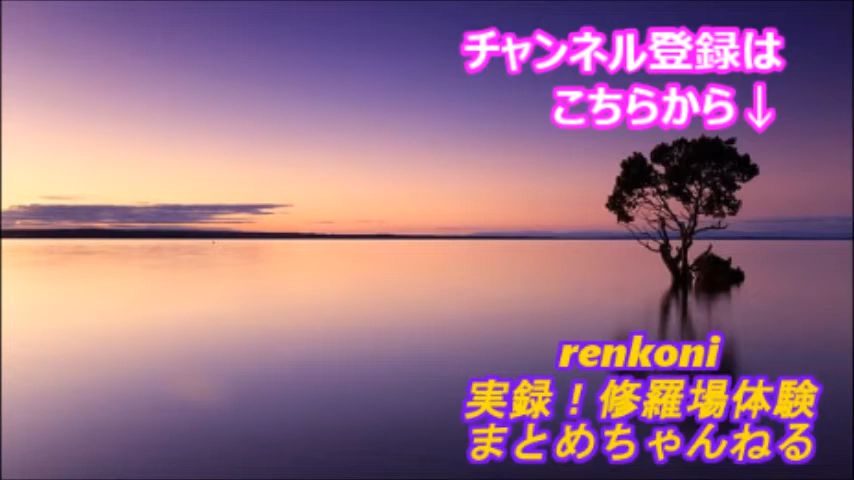 チャンネル登録は
こちらから↓
renkoni
実録！修羅場体験
まとめちゃんねる